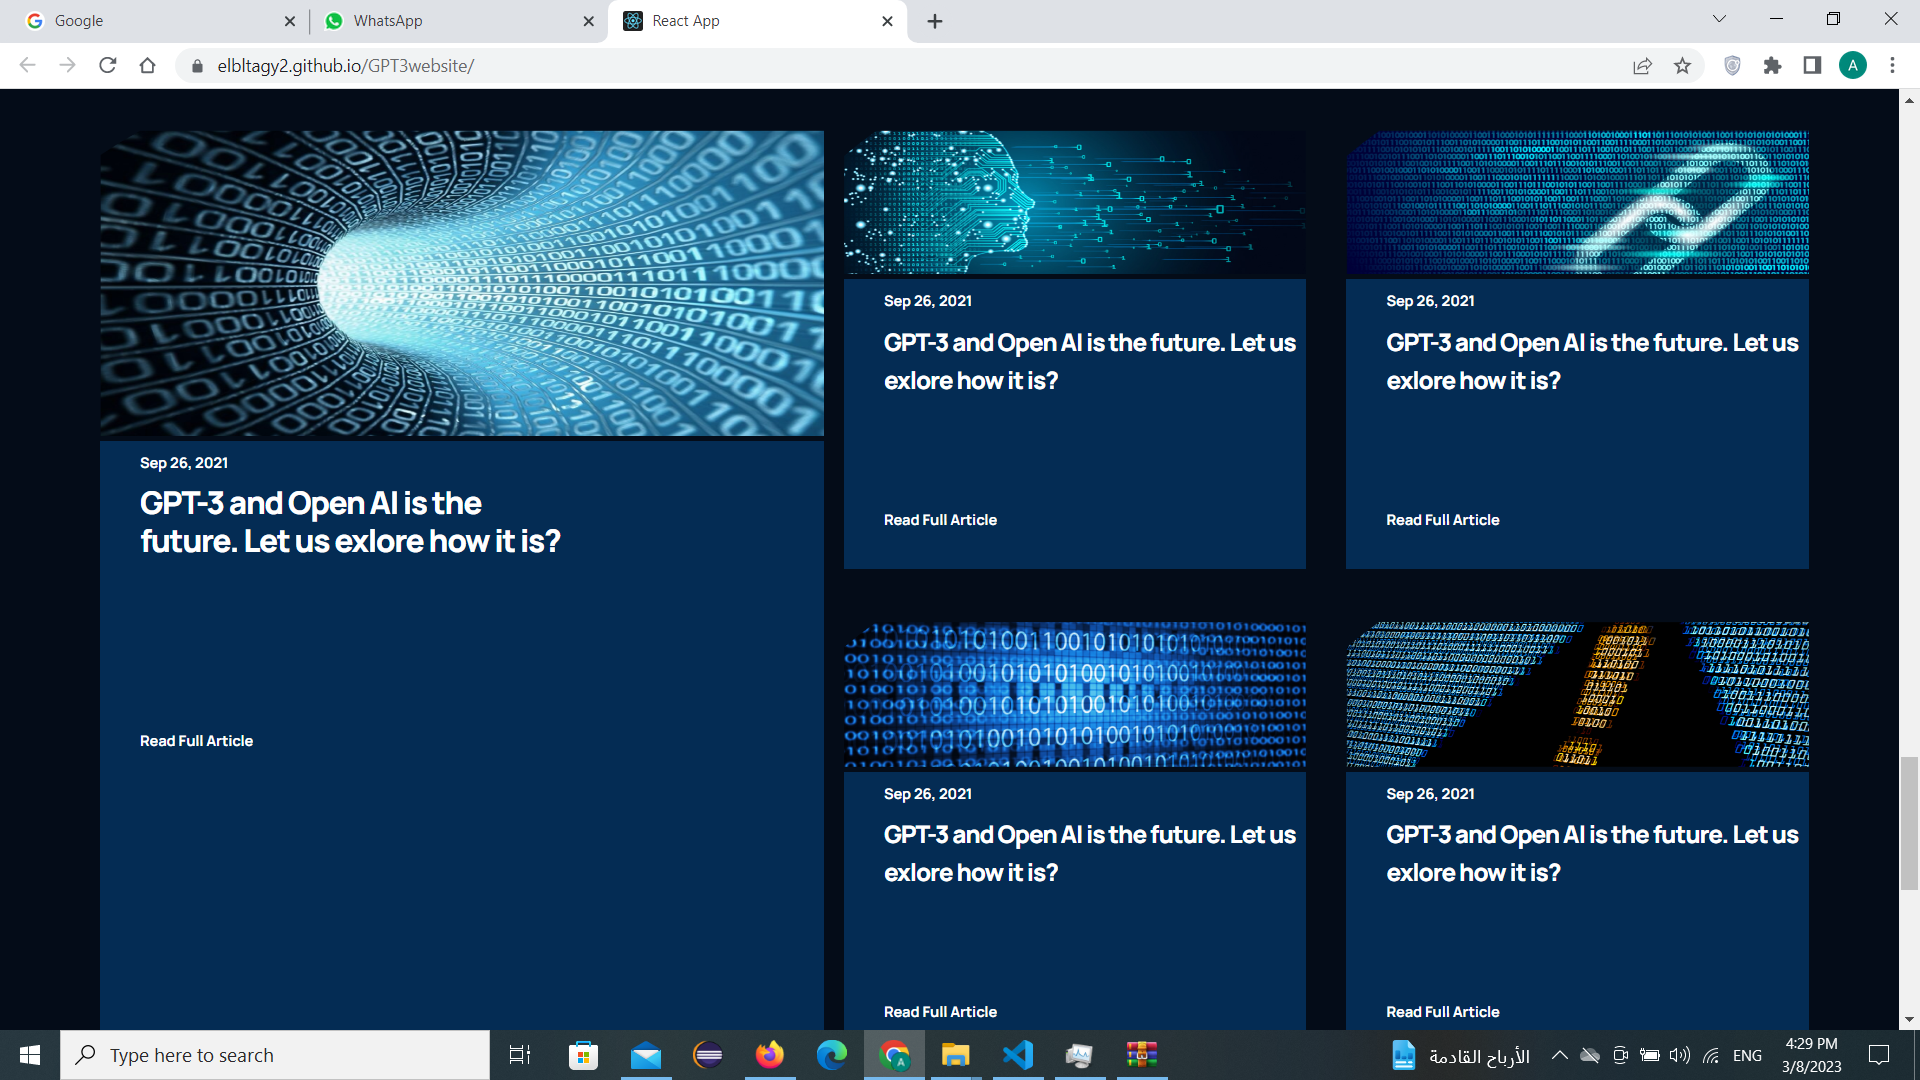 Google
WhatsApp
React App
elbltagy2.github.io/GPT3website/
A
Sep 26, 2021
GPT-3 and Open AI is the
future. Let us exlore how it is?
Read Full Article
Sep 26, 2021
GPT-3 and Open AI is the future. Let us
exlore how it is?
Read Full Article
Sep 26, 2021
GPT-3 and Open AI is the future. Let us
exlore how it is?
Read Full Article
Sep 26, 2021
GPT-3 and Open AI is the future. Let us
exlore how it is?
Read Full Article
Sep 26, 2021
GPT-3 and Open AI is the future. Let us
exlore how it is?
Read Full Article
Type here to search
الأرباح القادمة
ENG
4:29 PM
3/8/2023